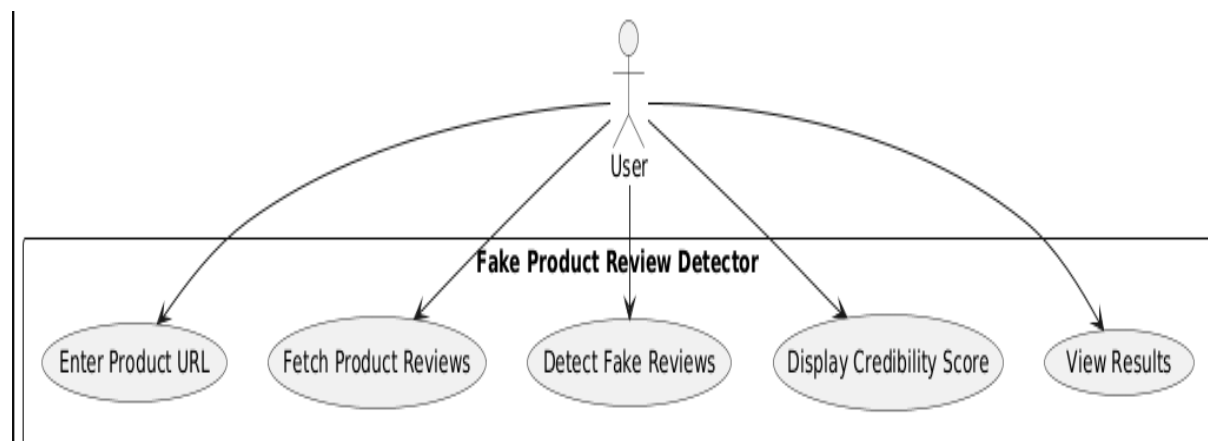 User
Fake Product Review Detector
Enter Product URL
Fetch Product Reviews
Detect Fake Reviews
Display Credibility Score
View Results